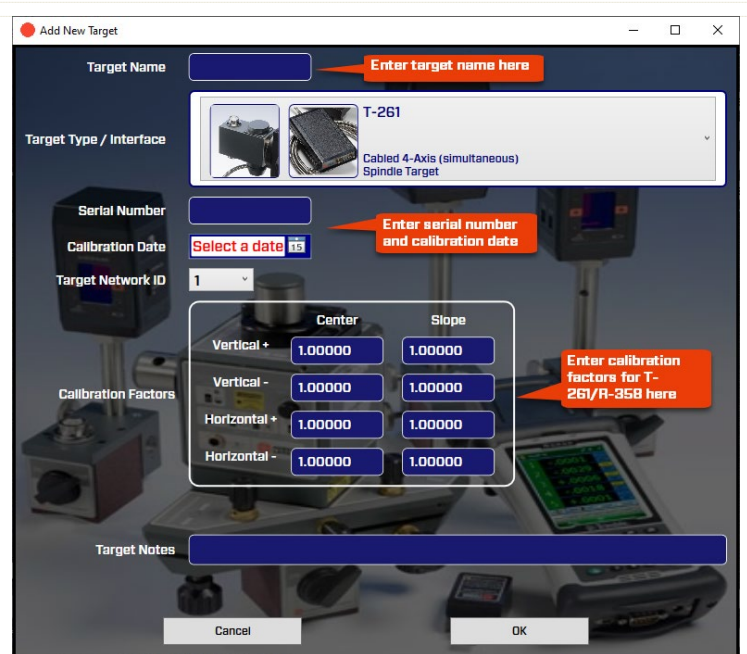 Add New Target
Target Name
Enter target name here
Target Type / Interface
T-261
Cabled 4-Axis (simultaneous)
Spindle Target
Serial Number
Enter serial number
and calibration date
Calibration Date
Select a date
15
Target Network ID
1
Center
Slope
Vertical +
1.00000
1.00000
Enter calibration
factors for T-
261/R-358 here
Calibration Factors
Vertical -
1.00000
1.00000
Horizontal +
1.00000
1.00000
Horizontal -
1.00000
1.00000
Target Notes
Cancel
OK